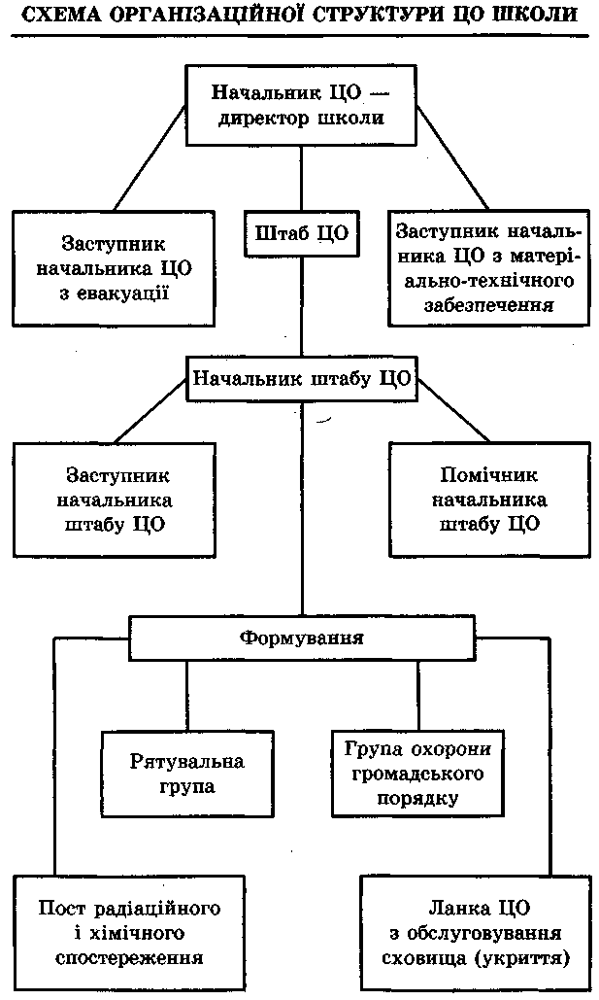 СХЕМА ОРГАНІЗАЦІЙНОЇ СТРУКТУРИ ЦО ШКОЛИ
Начальник ЦО —
директор школи
Заступник
начальника ЦО
з евакуації
Штаб ЦО
Заступник началь-
ника ЦО з матері-
ально-технічного
забезпечення
Начальник штабу ЦО
Заступник
начальника
штабу ЦО
Помічник
начальника
штабу ЦО
Формування
Рятувальна
група
Група охорони
громадського
порядку
Пост радіаційного
і хімічного
спостереження
Ланка ЦО
з обслуговування
сховища (укриття)